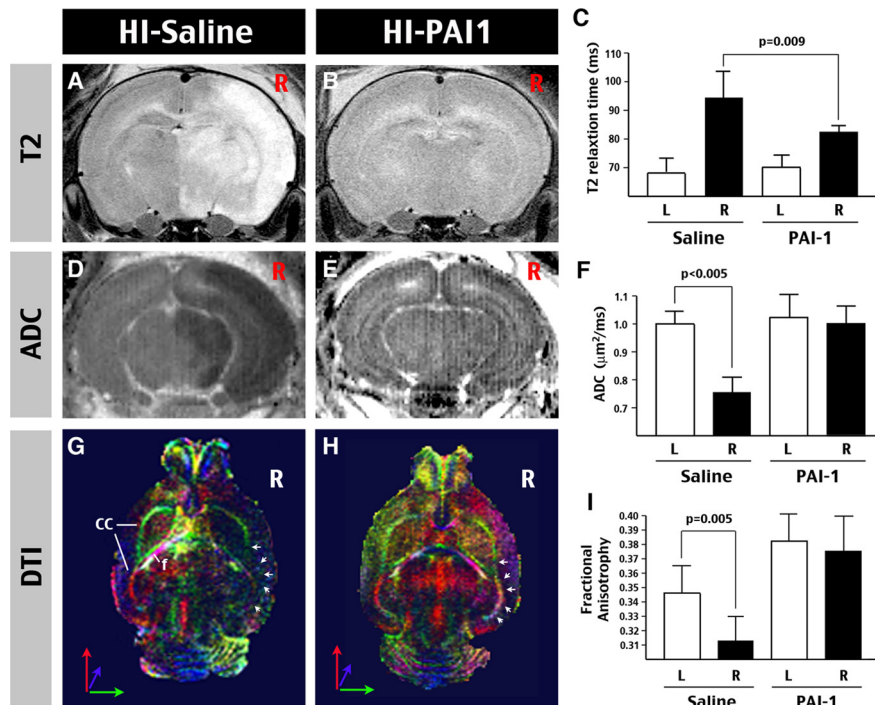 HI-Saline
HI-PAI1
T2
A
R
B
R
C
T2 relaxtion time (ms)
110
100
90
80
70
p=0.009
L
R
L
R
Saline
PAI-1
ADC
D
R
E
R
F
ADC (μm²/ms)
1.1
1.0
0.9
0.8
0.7
p<0.005
L
R
L
R
Saline
PAI-1
DTI
G
R
CC
f
H
R
I
Fractional
Anisotrophy
0.40
0.39
0.38
0.37
0.36
0.35
0.34
0.33
0.32
0.31
p=0.005
L
R
L
R
Saline
PAI-1